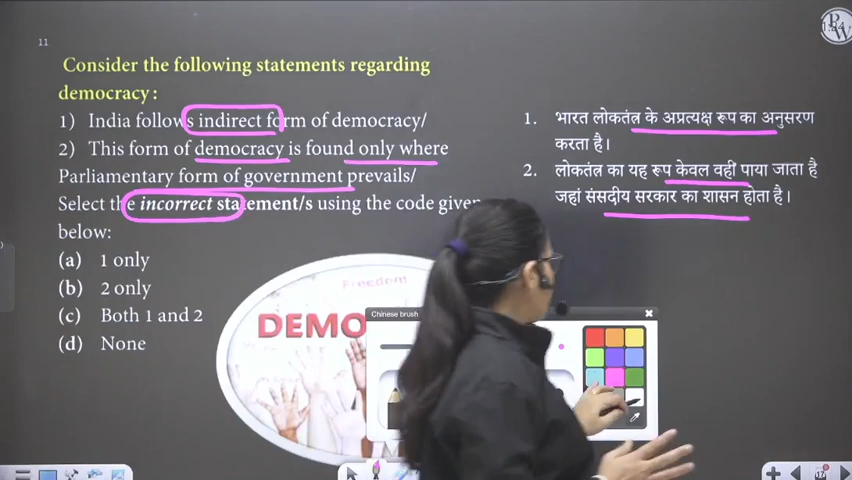 11
Consider the following statements regarding
democracy :
1) India follows indirect form of democracy/
2) This form of democracy is found only where
Parliamentary form of government prevails/
Select the incorrect statement/s using the code given
below:
(a) 1 only
(b) 2 only
(c) Both 1 and 2
(d) None
1. भारत लोकतंत्र के अप्रत्यक्ष रूप का अनुसरण
करता है।
2. लोकतंत्र का यह रूप केवल वहीं पाया जाता है
जहां संसदीय सरकार का शासन होता है।
Freedom
DEMO
Chinese brush
PW